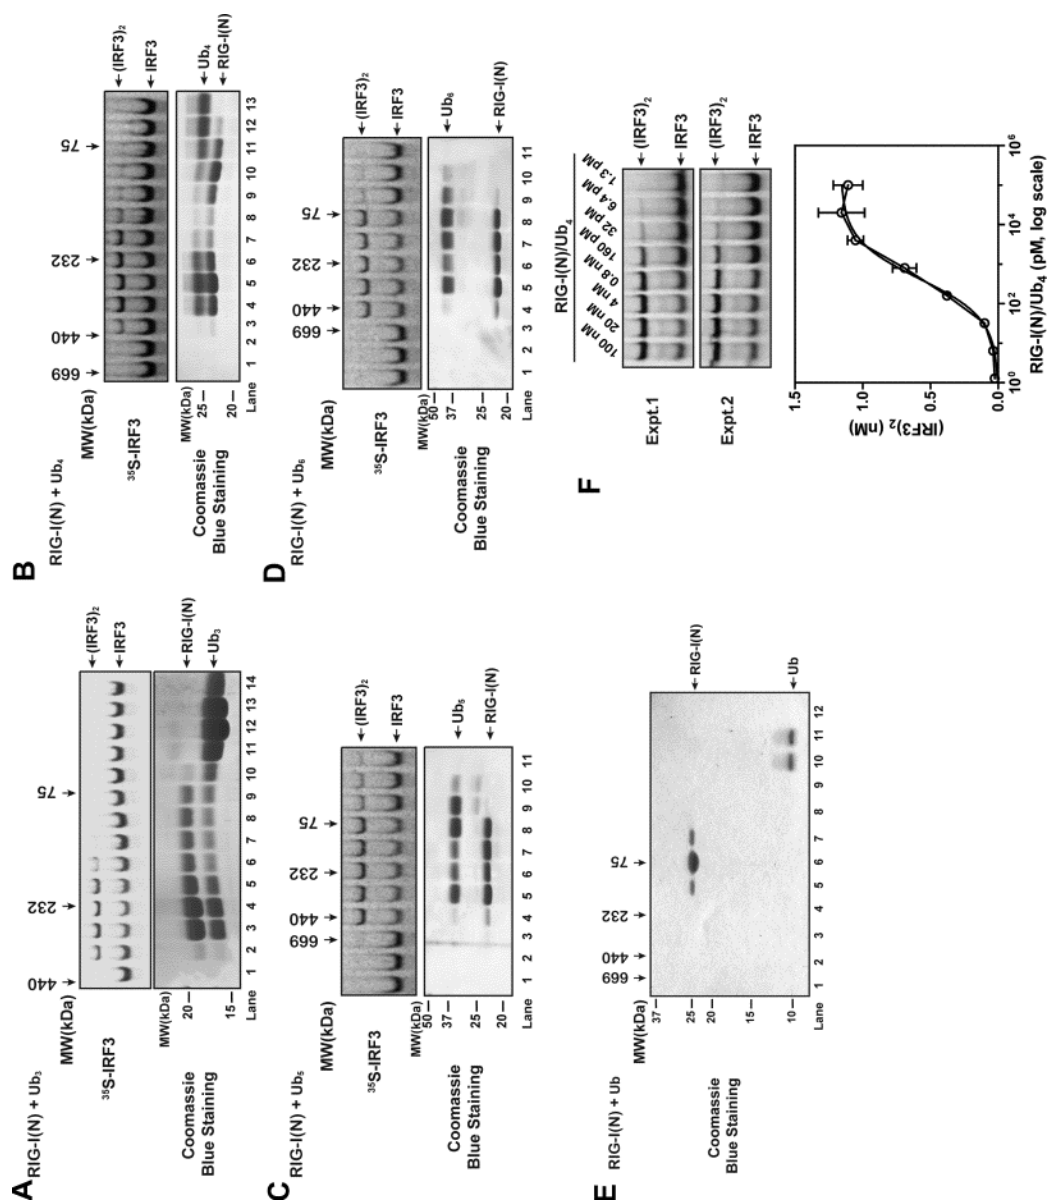 A
RIG-I(N) + Ub3
MW(kDa)
440
232
75
35S-IRF3
(IRF3)2
IRF3
MW(kDa)
20
15
Coomassie
Blue Staining
RIG-I(N)
Ub3
Lane 1 2 3 4 5 6 7 8 9 10 11 12 13 14
B
RIG-I(N) + Ub4
MW(kDa)
669
440
232
75
35S-IRF3
(IRF3)2
IRF3
MW(kDa)
25
20
Coomassie
Blue Staining
Ub4
RIG-I(N)
Lane 1 2 3 4 5 6 7 8 9 10 11 12 13
C
RIG-I(N) + Ub5
MW(kDa)
669
440
232
75
35S-IRF3
(IRF3)2
IRF3
MW(kDa)
50
37
25
20
Coomassie
Blue Staining
Ub5
RIG-I(N)
Lane 1 2 3 4 5 6 7 8 9 10 11
D
RIG-I(N) + Ub6
MW(kDa)
669
440
232
75
35S-IRF3
(IRF3)2
IRF3
MW(kDa)
50
37
25
20
Coomassie
Blue Staining
Ub6
RIG-I(N)
Lane 1 2 3 4 5 6 7 8 9 10 11
E
RIG-I(N) + Ub
MW(kDa)
669
440
232
75
37
25
20
15
10
Coomassie
Blue Staining
RIG-I(N)
Ub
Lane 1 2 3 4 5 6 7 8 9 10 11 12
F
RIG-I(N)/Ub4
100 nM 20 nM 4 nM 0.8 nM 160 pM 32 pM 6.4 pM 1.3 pM
Expt.1
(IRF3)2
IRF3
Expt.2
(IRF3)2
IRF3
(IRF3)2 (nM)
1.5
1.0
0.5
0.0
10^0 10^2 10^4 10^6
RIG-I(N)/Ub4 (pM, log scale)